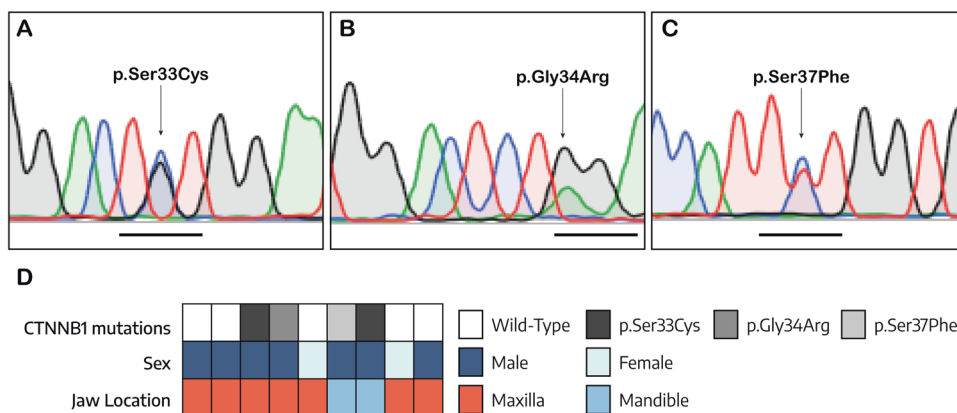 A
B
C
p.Ser33Cys
p.Gly34Arg
p.Ser37Phe
D
CTNNB1 mutations
Wild-Type
p.Ser33Cys
p.Gly34Arg
p.Ser37Phe
Sex
Male
Female
Jaw Location
Maxilla
Mandible